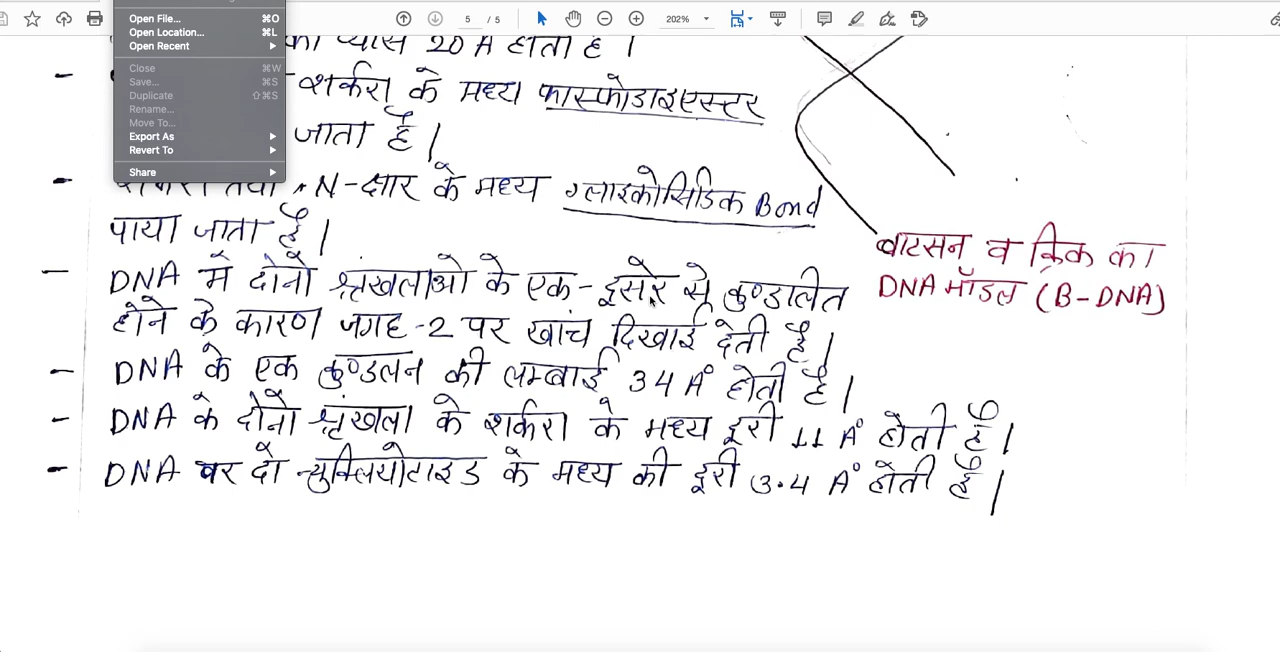 5 / 5
202%
Open File... ⌘O
Open Location... ⌘L
Open Recent
Close ⌘W
Save... ⌘S
Duplicate ⇧⌘S
Rename...
Move To...
Export As
Revert To
Share
का व्यास 20 A होता है ।
- शर्करा के मध्य फास्फोडाइएस्टर
जाता है ।
- N-क्षार के मध्य ग्लाइकोसिडिक Bond
पाया जाता है ।
- DNA मे दोनो श्रृंखलाओ के एक-दूसरे से कुण्डलित
होने के कारण जगह-2 पर खांच दिखाई देती है ।
- DNA के एक कुण्डलन की लम्बाई 34 A° होती है ।
- DNA के दोनो श्रृंखला के शर्करा के मध्य दूरी 11 A° होती है ।
- DNA पर दो न्युक्लियोटाइड के मध्य की दूरी 3.4 A° होती है ।
वाटसन व क्रिक का
DNA मॉडल (B-DNA)